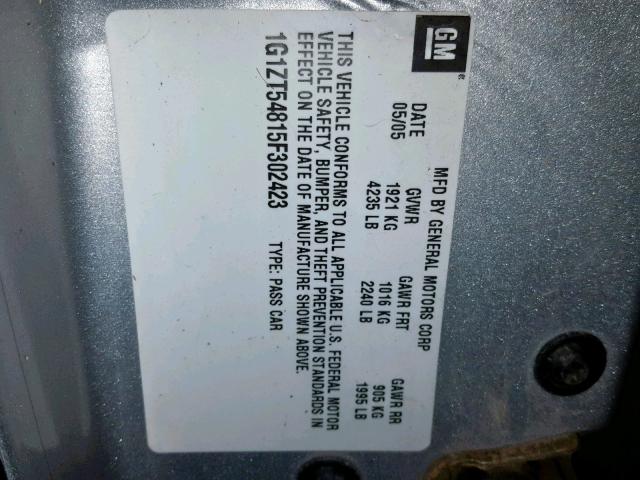 GM
®
MFD BY GENERAL MOTORS CORP
DATE GVWR GAWR FRT GAWR RR
05/05 1921 KG 1016 KG 905 KG
4235 LB 2240 LB 1995 LB
THIS VEHICLE CONFORMS TO ALL APPLICABLE U.S. FEDERAL MOTOR
VEHICLE SAFETY, BUMPER, AND THEFT PREVENTION STANDARDS IN
EFFECT ON THE DATE OF MANUFACTURE SHOWN ABOVE.
1G1ZT54815F302423 TYPE: PASS CAR